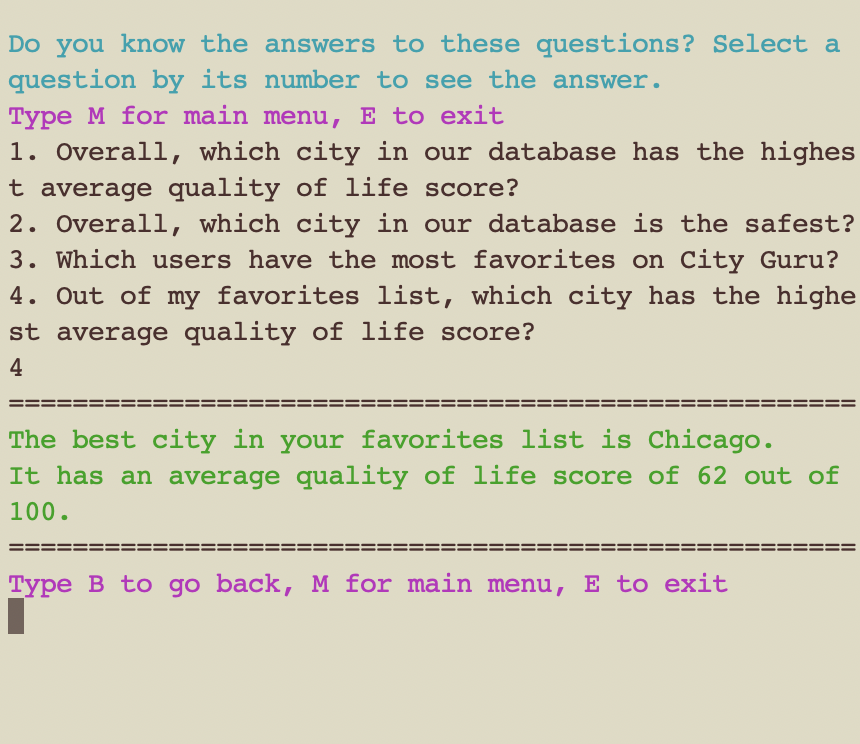 Do you know the answers to these questions? Select a
question by its number to see the answer.
Type M for main menu, E to exit
1. Overall, which city in our database has the highes
t average quality of life score?
2. Overall, which city in our database is the safest?
3. Which users have the most favorites on City Guru?
4. Out of my favorites list, which city has the highe
st average quality of life score?
4
=====================================================
The best city in your favorites list is Chicago.
It has an average quality of life score of 62 out of
100.
=====================================================
Type B to go back, M for main menu, E to exit